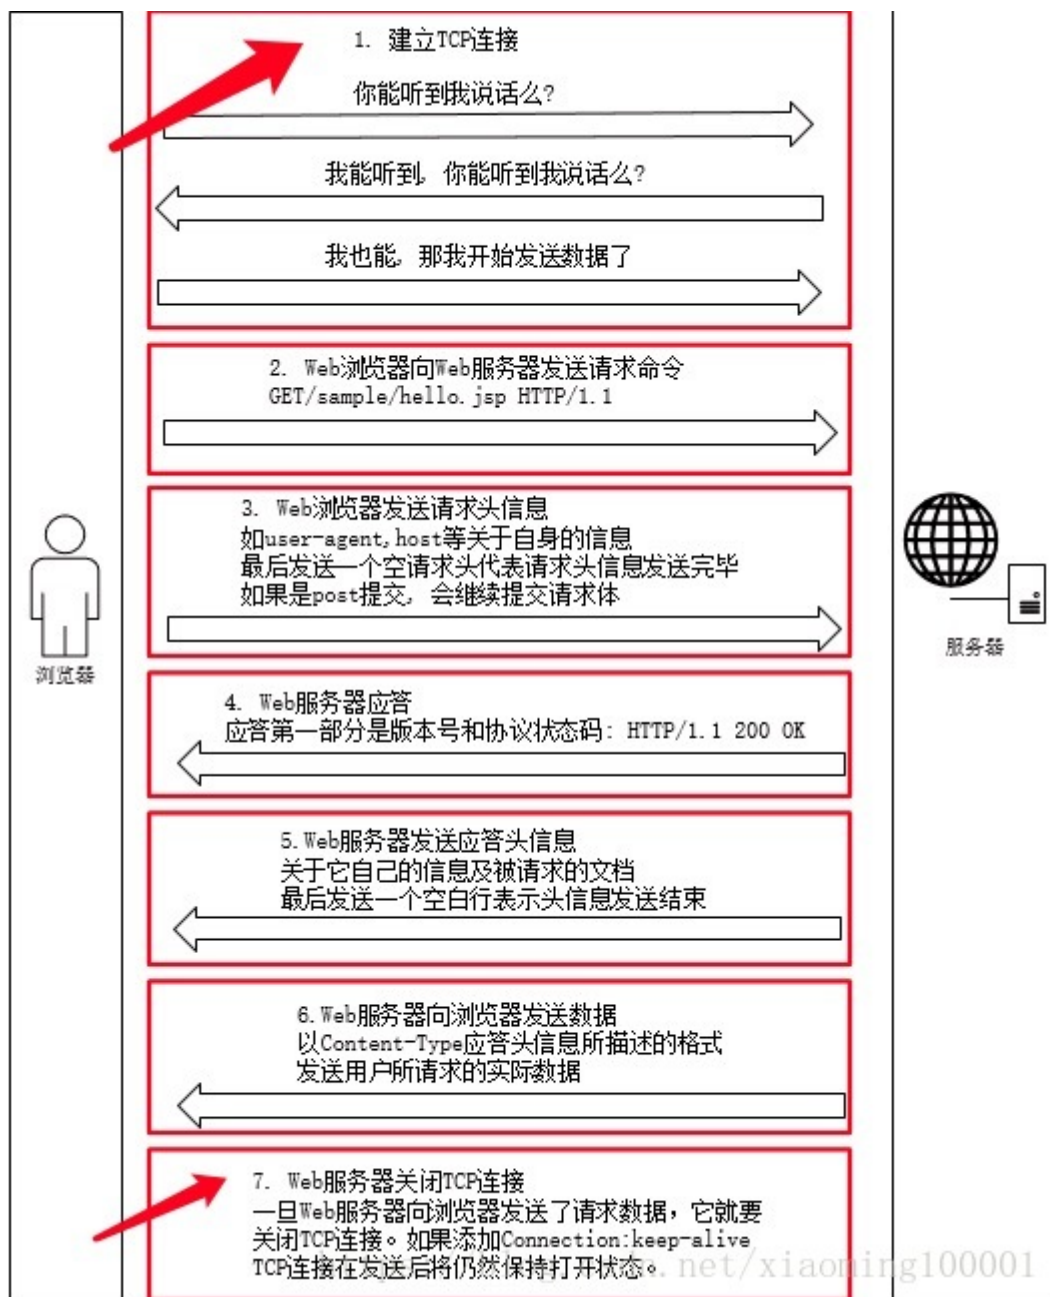 1. 建立TCP连接
你能听到我说话么?
我能听到, 你能听到我说话么?
我也能, 那我开始发送数据了
2. Web浏览器向Web服务器发送请求命令
GET/sample/hello.jsp HTTP/1.1
3. Web浏览器发送请求头信息
如user-agent,host等关于自身的信息
最后发送一个空请求头代表请求头信息发送完毕
如果是post提交, 会继续提交请求体
浏览器
服务器
4. Web服务器应答
应答第一部分是版本号和协议状态码: HTTP/1.1 200 OK
5.Web服务器发送应答头信息
关于它自己的信息及被请求的文档
最后发送一个空白行表示头信息发送结束
6.Web服务器向浏览器发送数据
以Content-Type应答头信息所描述的格式
发送用户所请求的实际数据
7. Web服务器关闭TCP连接
一旦Web服务器向浏览器发送了请求数据，它就要
关闭TCP连接。如果添加Connection:keep-alive
TCP连接在发送后将仍然保持打开状态。
.net/xiaoming100001